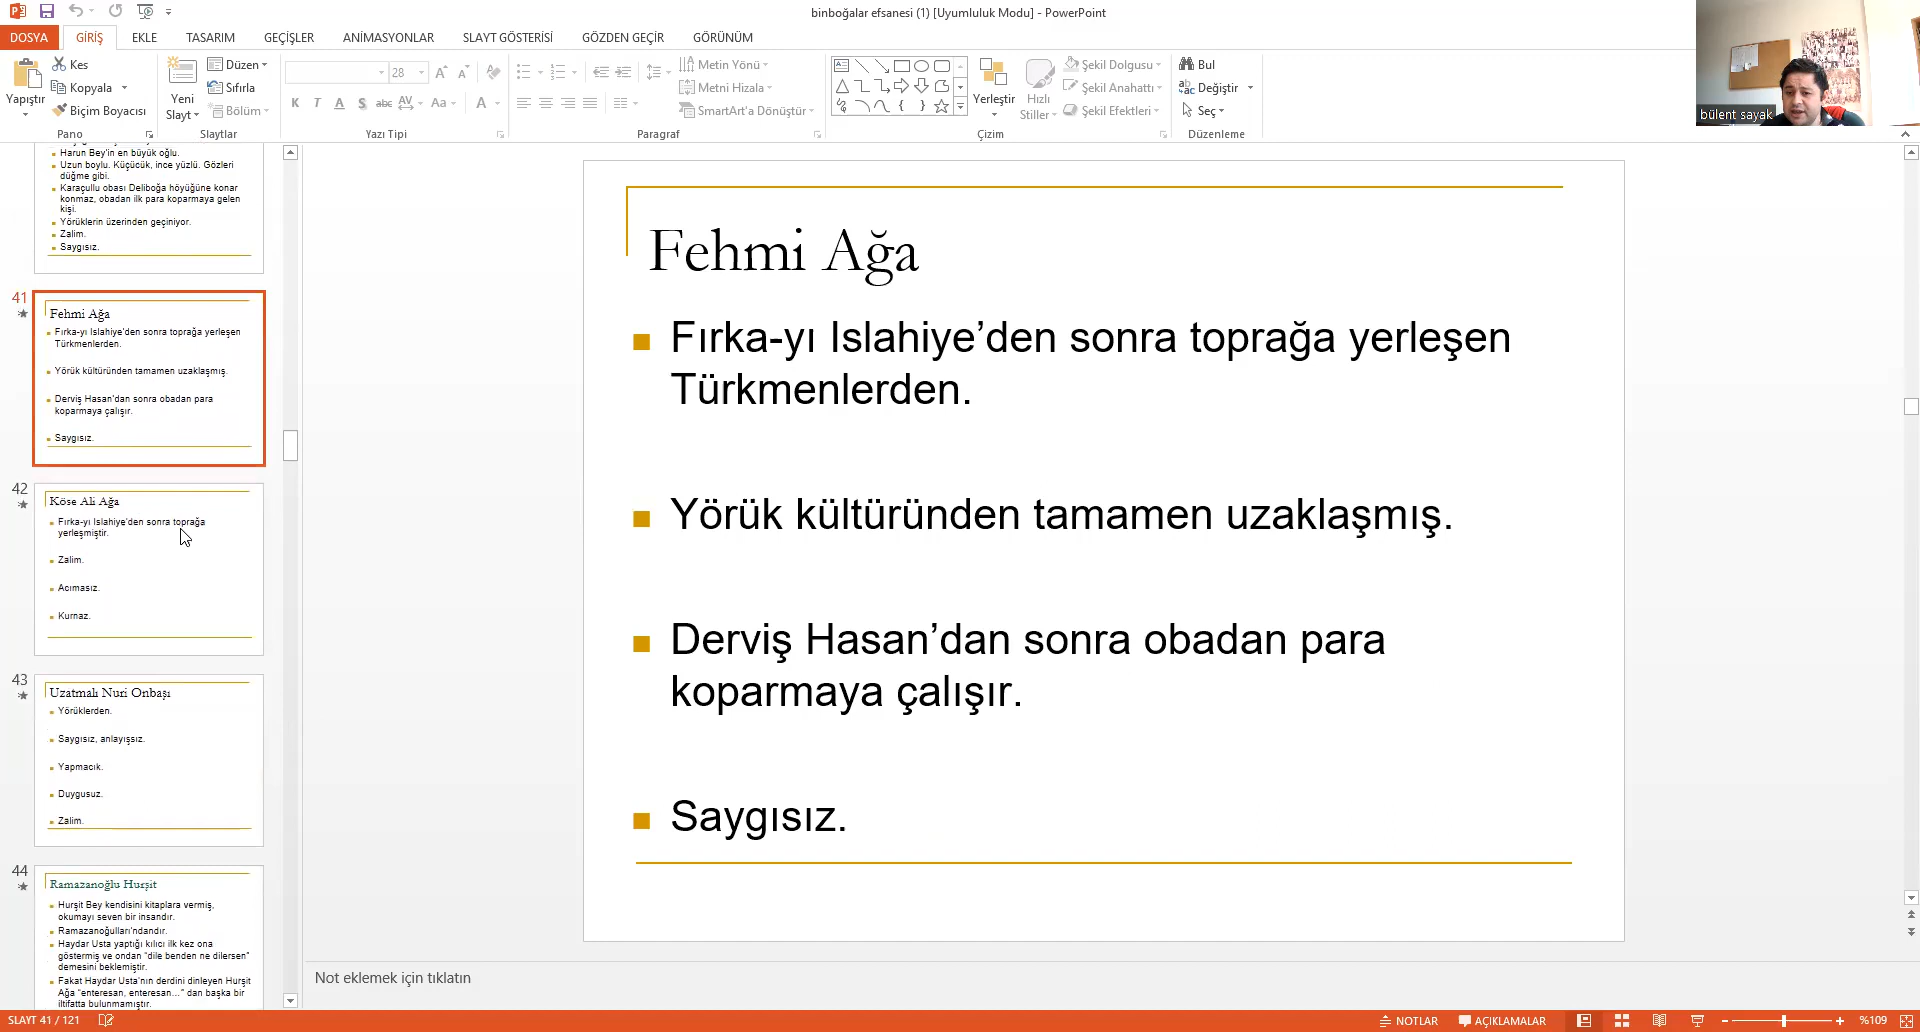 binboğalar efsanesi (1) [Uyumluluk Modu] - PowerPoint
DOSYA GİRİŞ EKLE TASARIM GEÇİŞLER ANİMASYONLAR SLAYT GÖSTERİSİ GÖZDEN GEÇİR GÖRÜNÜM
Yapıştır
Kes
Kopyala
Biçim Boyacısı
Pano
Yeni
Slayt
Düzen
Sıfırla
Bölüm
Slaytlar
28
K T A S abc AV Aa A
Yazı Tipi
Metin Yönü
Metni Hizala
SmartArt'a Dönüştür
Paragraf
Yerleştir
Hızlı
Stiller
Şekil Dolgusu
Şekil Anahattı
Şekil Efektleri
Çizim
Bul
Değiştir
Seç
Düzenleme
bülent sayak
Harun Bey'in en büyük oğlu.
Uzun boylu. Küçücük, ince yüzlü. Gözleri
düğme gibi.
Karaçullu obası Deliboğa höyüğüne konar
konmaz, obadan ilk para koparmaya gelen
kişi.
Yörüklerin üzerinden geçiniyor.
Zalim.
Saygısız.
41
Fehmi Ağa
Fırka-yı Islahiye'den sonra toprağa yerleşen
Türkmenlerden.
Yörük kültüründen tamamen uzaklaşmış.
Derviş Hasan'dan sonra obadan para
koparmaya çalışır.
Saygısız.
42
Köse Ali Ağa
Fırka-yı Islahiye'den sonra toprağa
yerleşmiştir.
Zalim.
Acımasız.
Kurnaz.
43
Uzatmalı Nuri Onbaşı
Yörüklerden.
Saygısız, anlayışsız.
Yapmacık.
Duygusuz.
Zalim.
44
Ramazanoğlu Hurşit
Hurşit Bey kendisini kitaplara vermiş,
okumayı seven bir insandır.
Ramazanoğulları'ndandır.
Haydar Usta yaptığı kılıcı ilk kez ona
göstermiş ve ondan "dile benden ne dilersen"
demesini beklemiştir.
Fakat Haydar Usta'nın derdini dinleyen Hurşit
Ağa "enteresan, enteresan…" dan başka bir
iltifatta bulunmamıştır.
Fehmi Ağa
Fırka-yı Islahiye’den sonra toprağa yerleşen
Türkmenlerden.
Yörük kültüründen tamamen uzaklaşmış.
Derviş Hasan’dan sonra obadan para
koparmaya çalışır.
Saygısız.
Not eklemek için tıklatın
SLAYT 41 / 121
NOTLAR AÇIKLAMALAR %109